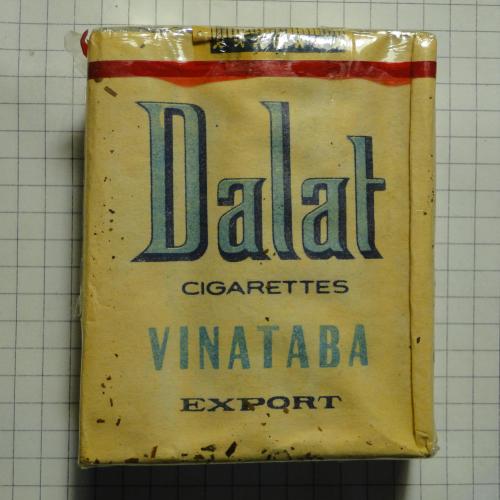 Dalat
CIGARETTES
VINATABA
EXPORT